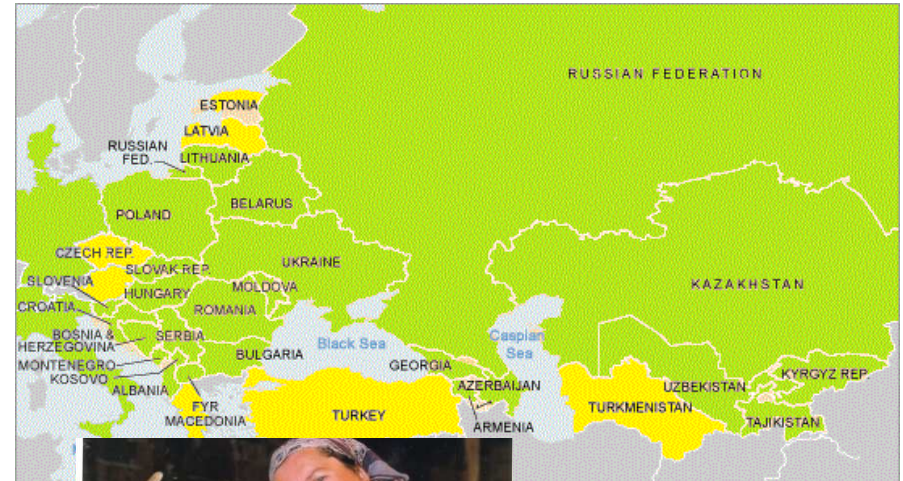 RUSSIAN FEDERATION
ESTONIA
LATVIA
RUSSIAN
FED.
LITHUANIA
BELARUS
POLAND
CZECH REP.
UKRAINE
SLOVAK REP.
SLOVENIA
MOLDOVA
KAZAKHSTAN
HUNGARY
CROATIA
ROMANIA
BOSNIA &
HERZEGOVINA
SERBIA
Black Sea
Caspian
Sea
BULGARIA
MONTENEGRO
GEORGIA
KOSOVO
KYRGYZ REP.
ALBANIA
AZERBAIJAN
UZBEKISTAN
FYR
MACEDONIA
TURKEY
TURKMENISTAN
TAJIKISTAN
ARMENIA